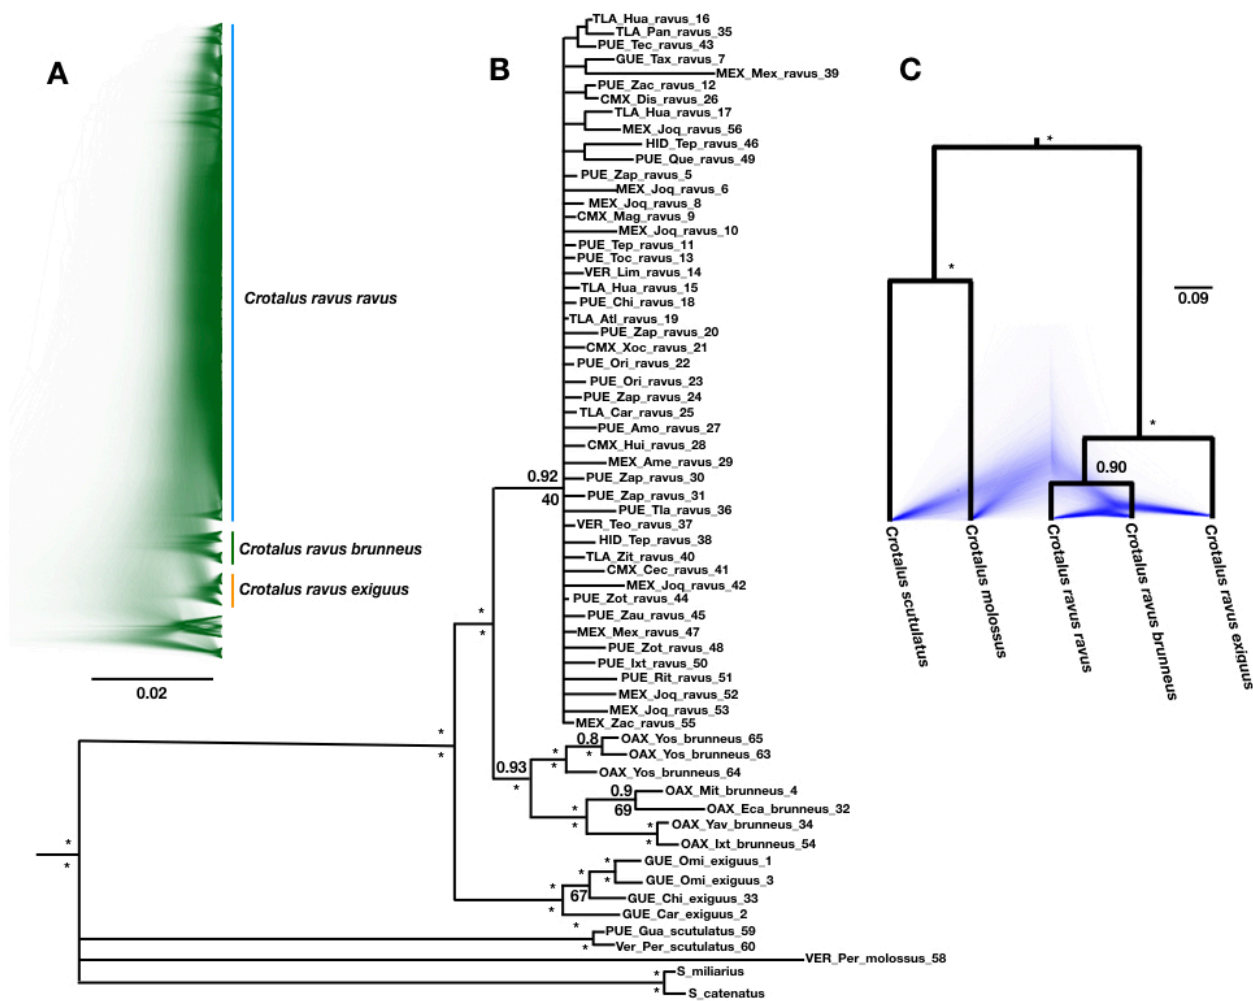 A
Crotalus ravus ravus
Crotalus ravus brunneus
Crotalus ravus exiguus
0.02
B
TLA_Hua_ravus_16
TLA_Pan_ravus_35
PUE_Tec_ravus_43
GUE_Tax_ravus_7
MEX_Mex_ravus_39
PUE_Zac_ravus_12
CMX_Dis_ravus_26
TLA_Hua_ravus_17
MEX_Joq_ravus_56
HID_Tep_ravus_46
PUE_Que_ravus_49
PUE_Zap_ravus_5
MEX_Joq_ravus_6
MEX_Joq_ravus_8
CMX_Mag_ravus_9
MEX_Joq_ravus_10
PUE_Tep_ravus_11
PUE_Toc_ravus_13
VER_Lim_ravus_14
TLA_Hua_ravus_15
PUE_Chi_ravus_18
TLA_Atl_ravus_19
PUE_Zap_ravus_20
CMX_Xoc_ravus_21
PUE_Ori_ravus_22
PUE_Ori_ravus_23
PUE_Zap_ravus_24
TLA_Car_ravus_25
PUE_Amo_ravus_27
CMX_Hui_ravus_28
MEX_Ame_ravus_29
PUE_Zap_ravus_30
PUE_Zap_ravus_31
PUE_Tla_ravus_36
VER_Teo_ravus_37
HID_Tep_ravus_38
TLA_Zit_ravus_40
CMX_Cec_ravus_41
MEX_Joq_ravus_42
PUE_Zot_ravus_44
PUE_Zau_ravus_45
MEX_Mex_ravus_47
PUE_Zot_ravus_48
PUE_Ixt_ravus_50
PUE_Rit_ravus_51
MEX_Joq_ravus_52
MEX_Joq_ravus_53
MEX_Zac_ravus_55
0.92
40
*
*
*
*
0.93
*
0.8
*
*
*
OAX_Yos_brunneus_65
OAX_Yos_brunneus_63
OAX_Yos_brunneus_64
0.9
69
*
*
*
*
OAX_Mit_brunneus_4
OAX_Eca_brunneus_32
OAX_Yav_brunneus_34
OAX_Ixt_brunneus_54
*
*
*
67
*
*
GUE_Omi_exiguus_1
GUE_Omi_exiguus_3
GUE_Chi_exiguus_33
GUE_Car_exiguus_2
*
*
*
*
PUE_Gua_scutulatus_59
Ver_Per_scutulatus_60
VER_Per_molossus_58
*
*
S_miliarius
S_catenatus
C
*
*
*
0.90
0.09
Crotalus scutulatus
Crotalus molossus
Crotalus ravus ravus
Crotalus ravus brunneus
Crotalus ravus exiguus